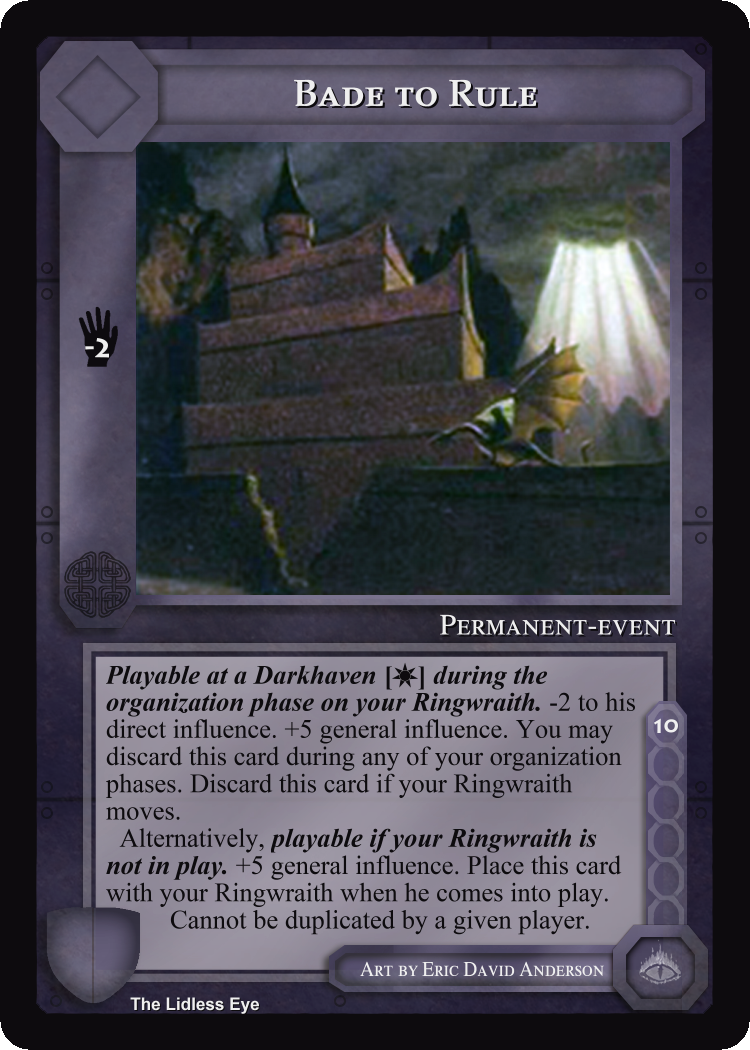 Bade to Rule
-2
Permanent-event
Playable at a Darkhaven [✷] during the
organization phase on your Ringwraith. -2 to his
direct influence. +5 general influence. You may
discard this card during any of your organization
phases. Discard this card if your Ringwraith
moves.
Alternatively, playable if your Ringwraith is
not in play. +5 general influence. Place this card
with your Ringwraith when he comes into play.
Cannot be duplicated by a given player.
10
Art by Eric David Anderson
The Lidless Eye